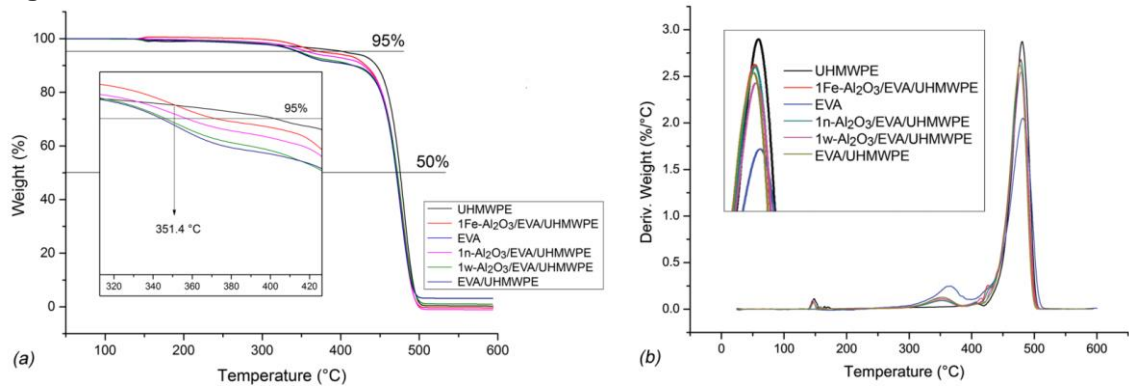 100
80
60
40
20
0
Weight (%)
95%
50%
95%
351.4 °C
320 340 360 380 400 420
UHMWPE
1Fe-Al2O3/EVA/UHMWPE
EVA
1n-Al2O3/EVA/UHMWPE
1w-Al2O3/EVA/UHMWPE
EVA/UHMWPE
100 200 300 400 500 600
Temperature (°C)
(a)
3.0
2.5
2.0
1.5
1.0
0.5
0.0
Deriv. Weight (%/°C)
UHMWPE
1Fe-Al2O3/EVA/UHMWPE
EVA
1n-Al2O3/EVA/UHMWPE
1w-Al2O3/EVA/UHMWPE
EVA/UHMWPE
0 100 200 300 400 500 600
Temperature (°C)
(b)